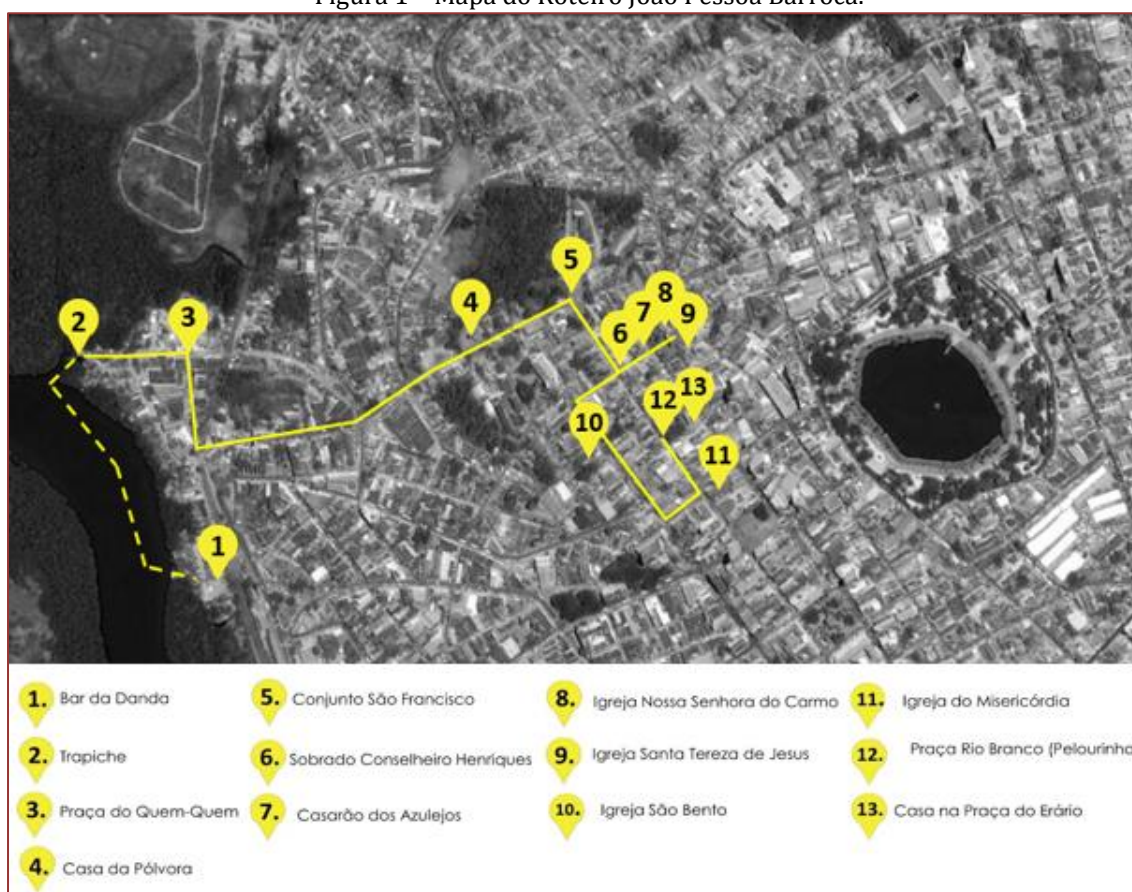 Figura 1 – Mapa do Roteiro João Pessoa Barroca.
2
3
4
5
6
7
8
9
10
12
13
11
1
1. Bar da Danda
2. Trapiche
3. Praça do Quem-Quem
4. Casa da Pólvora
5. Conjunto São Francisco
6. Sobrado Conselheiro Henriques
7. Casarão dos Azulejos
8. Igreja Nossa Senhora do Carmo
9. Igreja Santa Tereza de Jesus
10. Igreja São Bento
11. Igreja do Misericórdia
12. Praça Rio Branco (Pelourinho
13. Casa na Praça do Erário